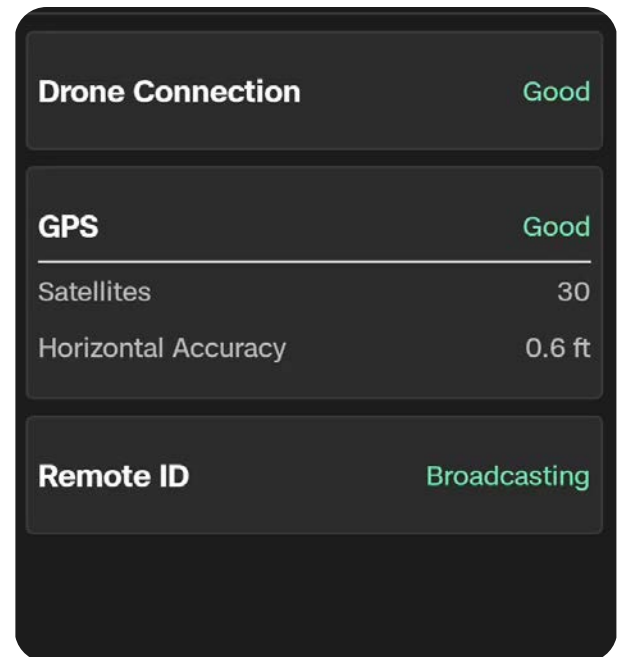 Drone Connection Good
GPS Good
Satellites 30
Horizontal Accuracy 0.6 ft
Remote ID Broadcasting